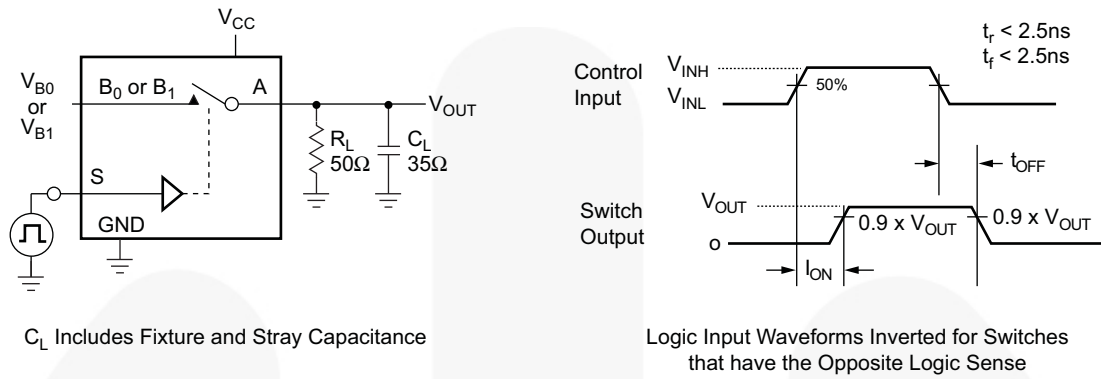 V_CC
V_B0
or
V_B1
B_0 or B_1
A
V_OUT
R_L
50Ω
C_L
35Ω
S
GND
C_L Includes Fixture and Stray Capacitance
t_r < 2.5ns
t_f < 2.5ns
Control
Input
V_INH
V_INL
50%
t_OFF
Switch
Output
V_OUT
o
0.9 x V_OUT
0.9 x V_OUT
I_ON
Logic Input Waveforms Inverted for Switches
that have the Opposite Logic Sense